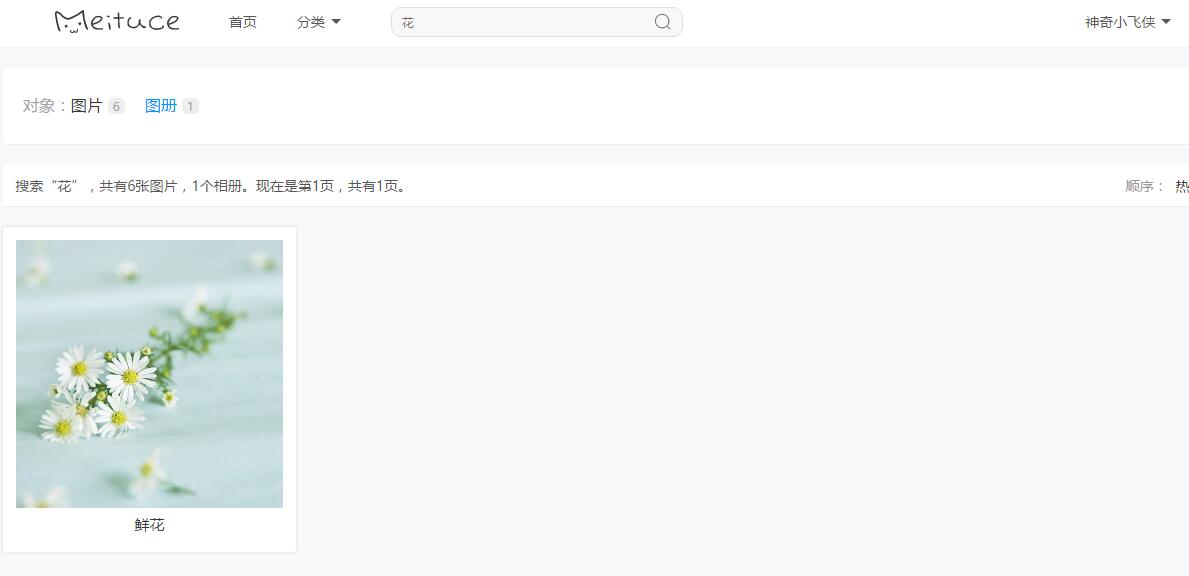 Meituce 首页 分类 花 神奇小飞侠
对象：图片 6 图册 1
搜索“花”，共有6张图片，1个相册。现在是第1页，共有1页。 顺序： 热
鲜花